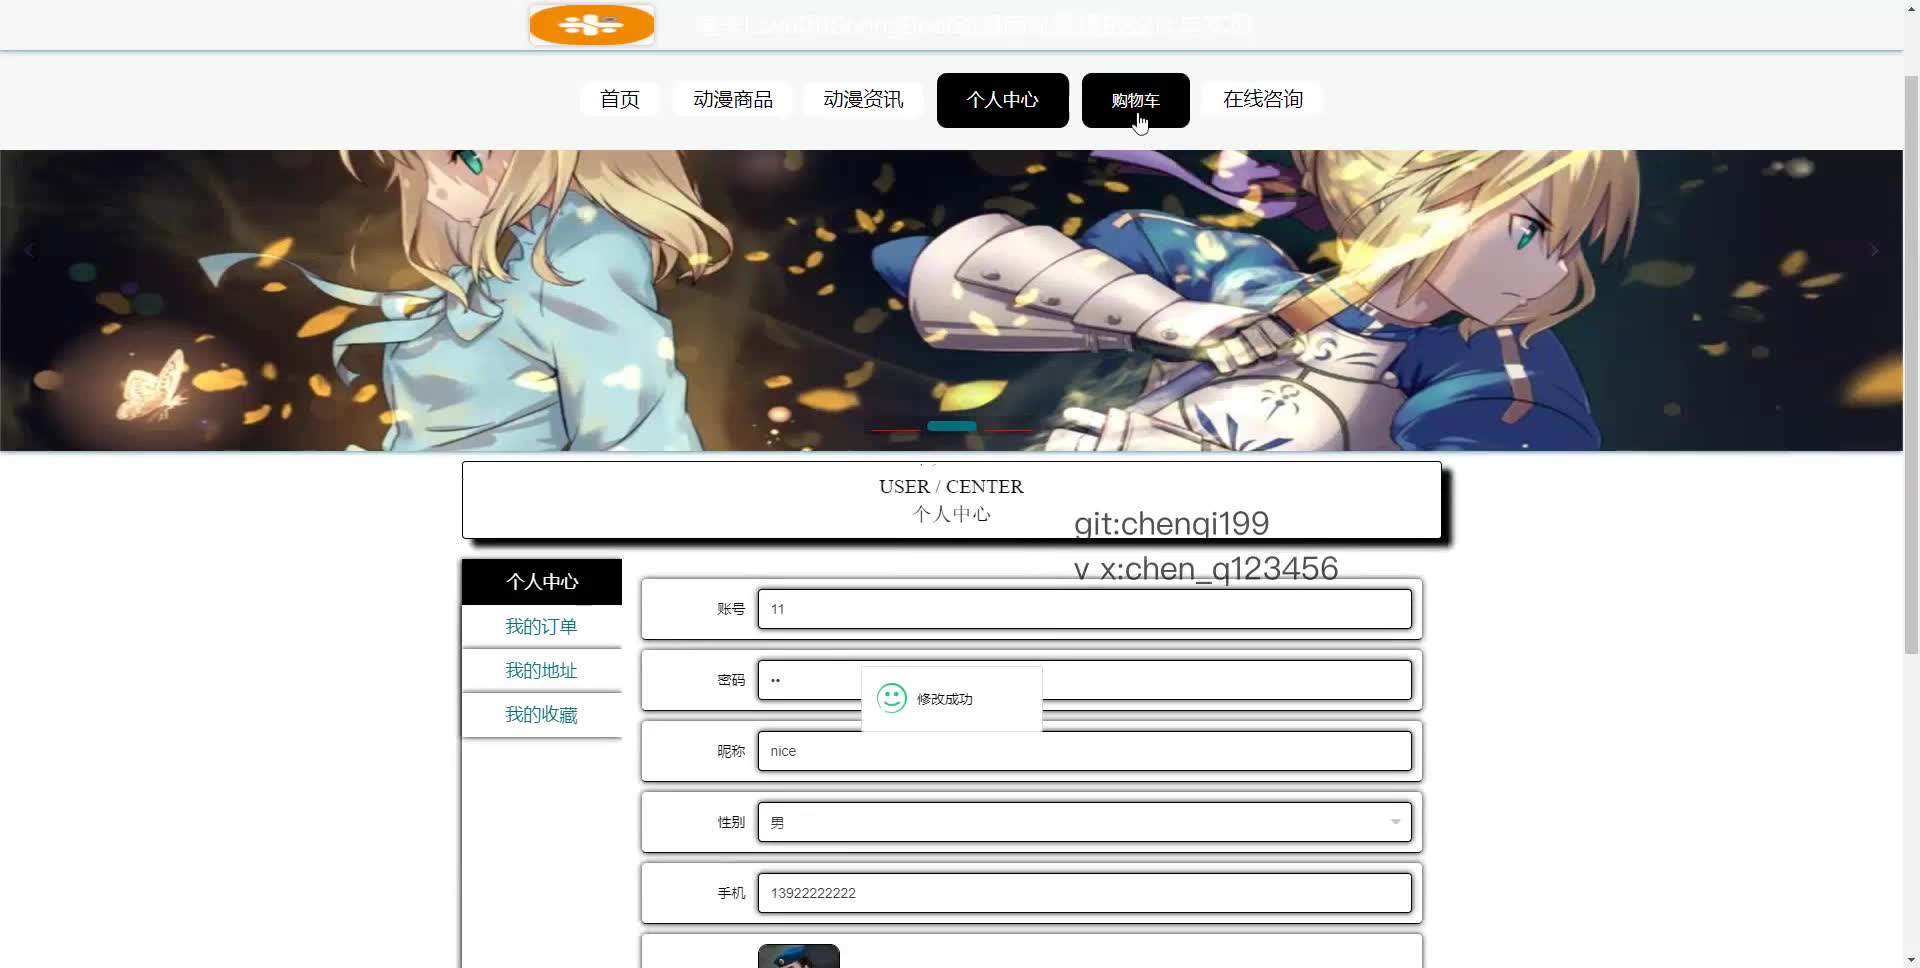 首页
动漫商品
动漫资讯
个人中心
购物车
在线咨询
USER / CENTER
个人中心
git:chenqi199
v x:chen_q123456
个人中心
我的订单
我的地址
我的收藏
账号 11
密码 ••
修改成功
昵称 nice
性别 男
手机 13922222222